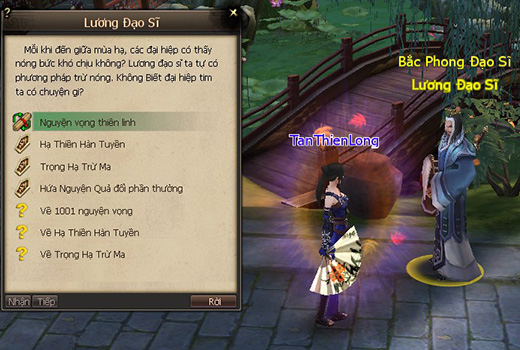 Lương Đạo Sĩ
Mỗi khi đến giữa mùa hạ, các đại hiệp có thấy
nóng bức khó chịu không? Lương đạo sĩ ta tự có
phương pháp trừ nóng. Không Biết đại hiệp tìm
ta có chuyện gì?
Nguyện vọng thiên linh
Hạ Thiên Hàn Tuyền
Trọng Hạ Trừ Ma
Hứa Nguyện Quả đổi phần thưởng
Về 1001 nguyện vọng
Về Hạ Thiên Hàn Tuyền
Về Trọng Hạ Trừ Ma
Nhận Tiếp Rời
Bắc Phong Đạo Sĩ
Lương Đạo Sĩ
TanThienLong